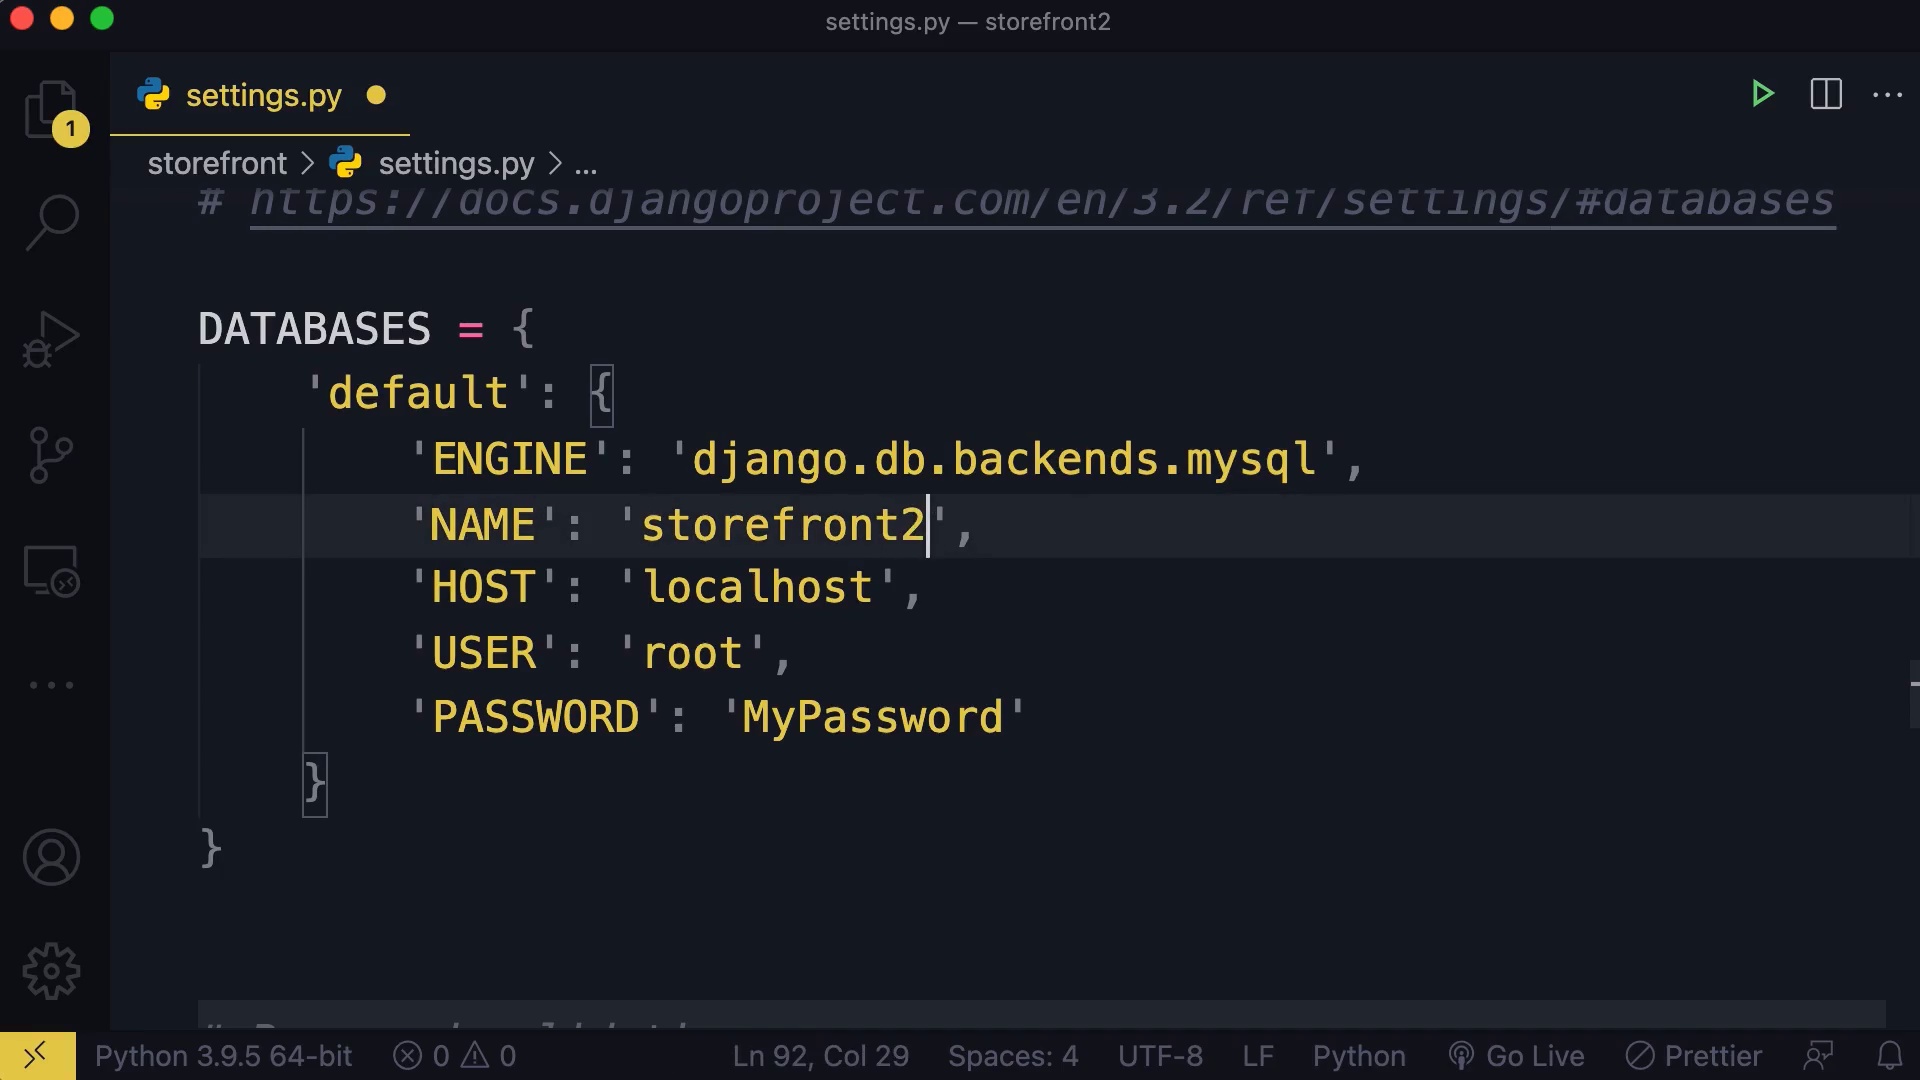 settings.py — storefront2
settings.py
1
storefront > settings.py > ...
# https://docs.djangoproject.com/en/3.2/ref/settings/#databases
DATABASES = {
'default': {
'ENGINE': 'django.db.backends.mysql',
'NAME': 'storefront2',
'HOST': 'localhost',
'USER': 'root',
'PASSWORD': 'MyPassword'
}
}
Python 3.9.5 64-bit 0 0 Ln 92, Col 29 Spaces: 4 UTF-8 LF Python Go Live Prettier